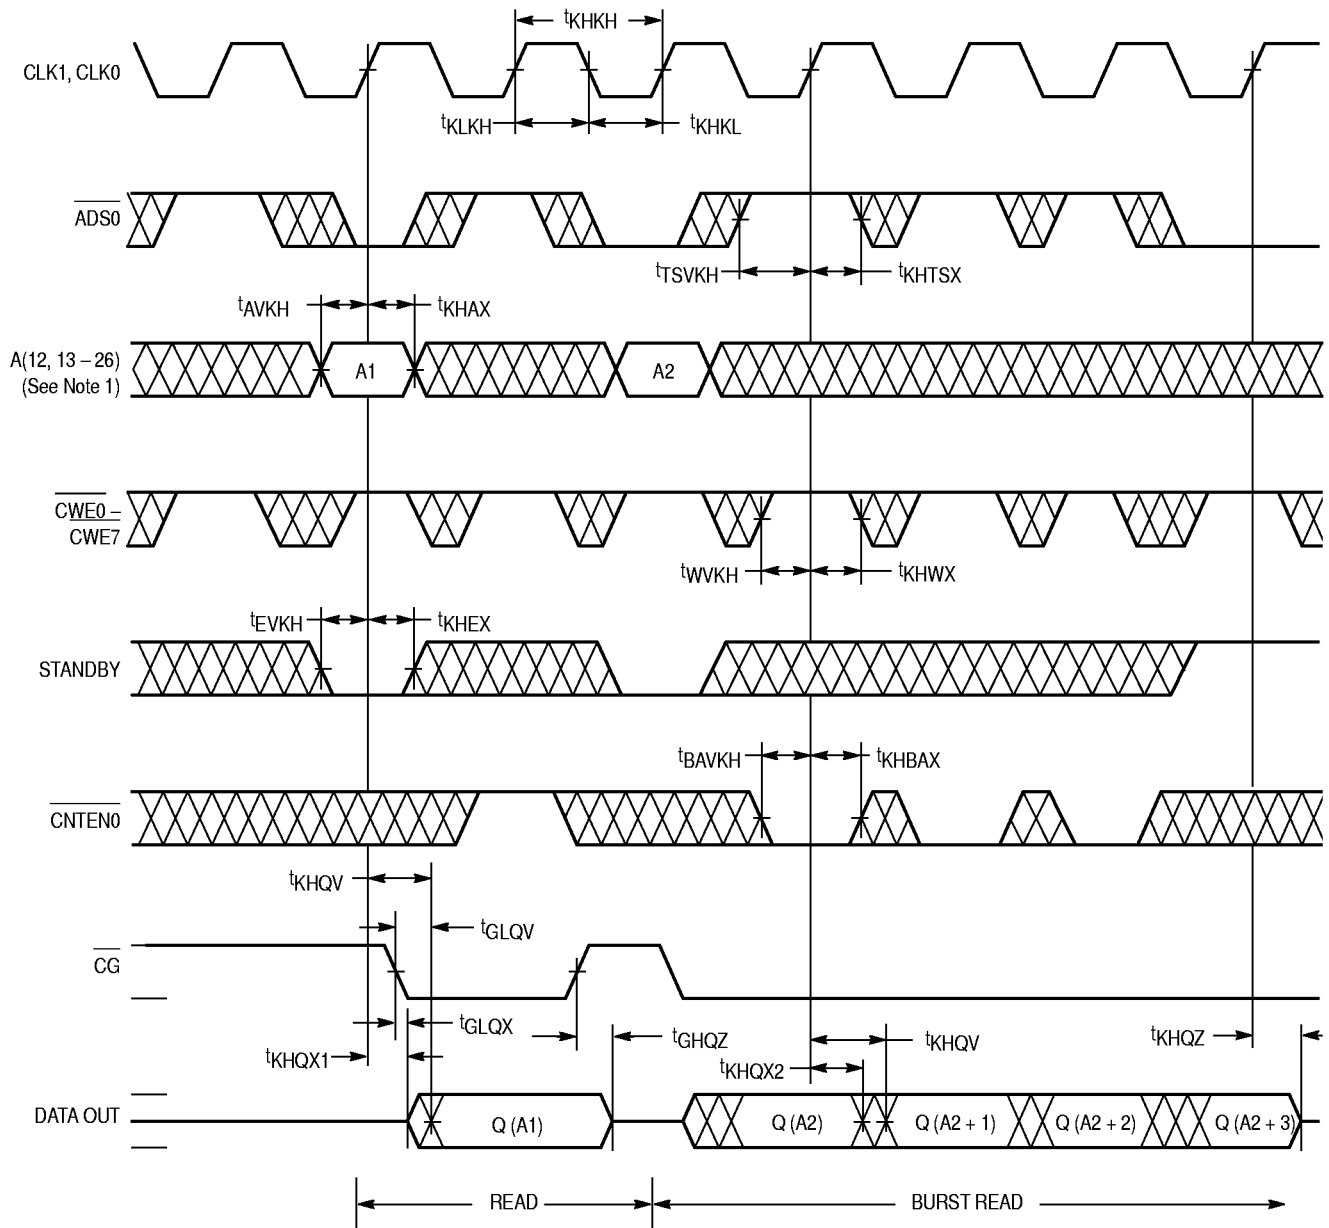 tKHKH
CLK1, CLK0
tKLKH
tKHKL
ADS0
tTSVKH
tKHTSX
tAVKH
tKHAX
A(12, 13 – 26)
(See Note 1)
A1
A2
CWE0 –
CWE7
tWVKH
tKHWX
tEVKH
tKHEX
STANDBY
tBAVKH
tKHBAX
CNTEN0
tKHQV
tGLQV
CG
tGLQX
tGHQZ
tKHQV
tKHQZ
tKHQX1
tKHQX2
DATA OUT
Q (A1)
Q (A2)
Q (A2 + 1)
Q (A2 + 2)
Q (A2 + 3)
READ
BURST READ